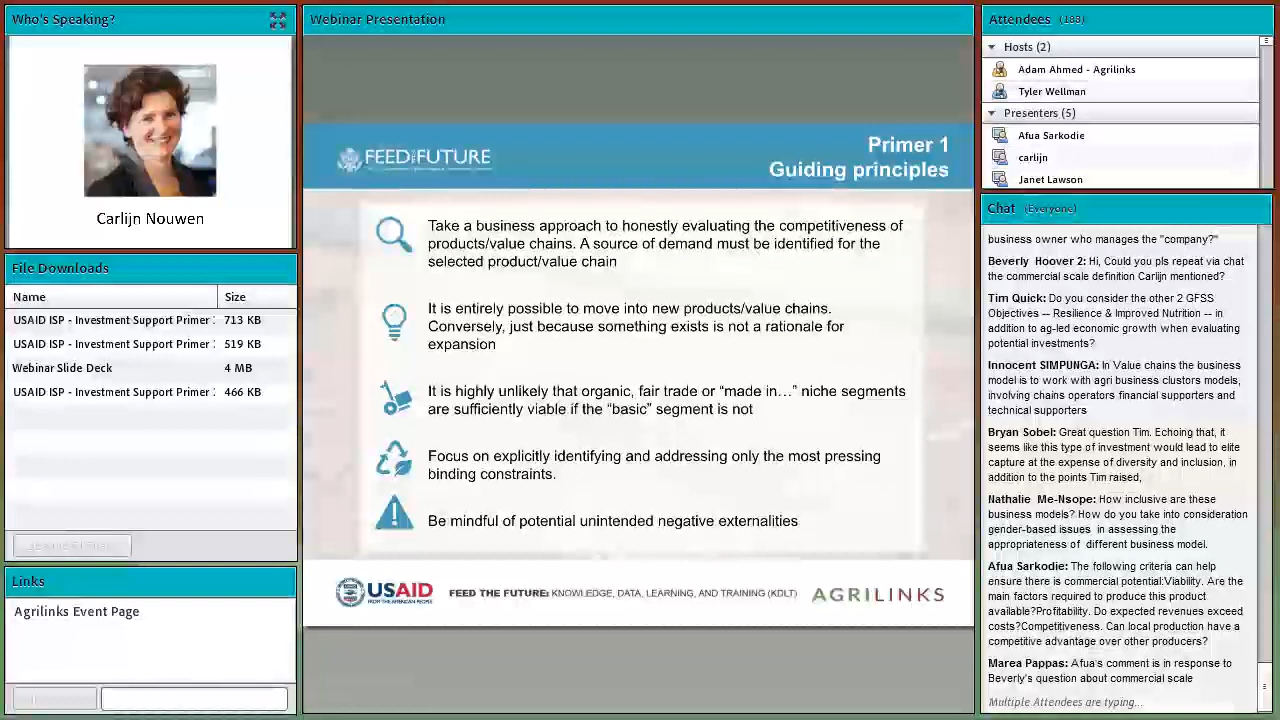 Who's Speaking?
Carlijn Nouwen
File Downloads
Name Size
USAID ISP - Investment Support Primer 713 KB
USAID ISP - Investment Support Primer 519 KB
Webinar Slide Deck 4 MB
USAID ISP - Investment Support Primer 466 KB
Links
Agrilinks Event Page
Webinar Presentation
FEED THE FUTURE
Primer 1
Guiding principles
Take a business approach to honestly evaluating the competitiveness of
products/value chains. A source of demand must be identified for the
selected product/value chain
It is entirely possible to move into new products/value chains.
Conversely, just because something exists is not a rationale for
expansion
It is highly unlikely that organic, fair trade or “made in…” niche segments
are sufficiently viable if the “basic” segment is not
Focus on explicitly identifying and addressing only the most pressing
binding constraints.
Be mindful of potential unintended negative externalities
USAID
FROM THE AMERICAN PEOPLE
FEED THE FUTURE: KNOWLEDGE, DATA, LEARNING, AND TRAINING (KDLT)
AGRILINKS
Attendees (188)
Hosts (2)
Adam Ahmed - Agrilinks
Tyler Wellman
Presenters (5)
Afua Sarkodie
carlijn
Janet Lawson
Chat (Everyone)
business owner who manages the "company?"
Beverly Hoover 2: Hi, Could you pls repeat via chat
the commercial scale definition Carlijn mentioned?
Tim Quick: Do you consider the other 2 GFSS
Objectives -- Resilience & Improved Nutrition -- in
addition to ag-led economic growth when evaluating
potential investments?
Innocent SIMPUNGA: In Value chains the business
model is to work with agri business clustors models,
involving chains operators financial supporters and
technical supporters
Bryan Sobel: Great question Tim. Echoing that, it
seems like this type of investment would lead to elite
capture at the expense of diversity and inclusion, in
addition to the points Tim raised,
Nathalie Me-Nsope: How inclusive are these
business models? How do you take into consideration
gender-based issues in assessing the
appropriateness of different business model.
Afua Sarkodie: The following criteria can help
ensure there is commercial potential:Viability. Are the
main factors required to produce this product
available?Profitability. Do expected revenues exceed
costs?Competitiveness. Can local production have a
competitive advantage over other producers?
Marea Pappas: Afua's comment is in response to
Beverly's question about commercial scale
Multiple Attendees are typing...